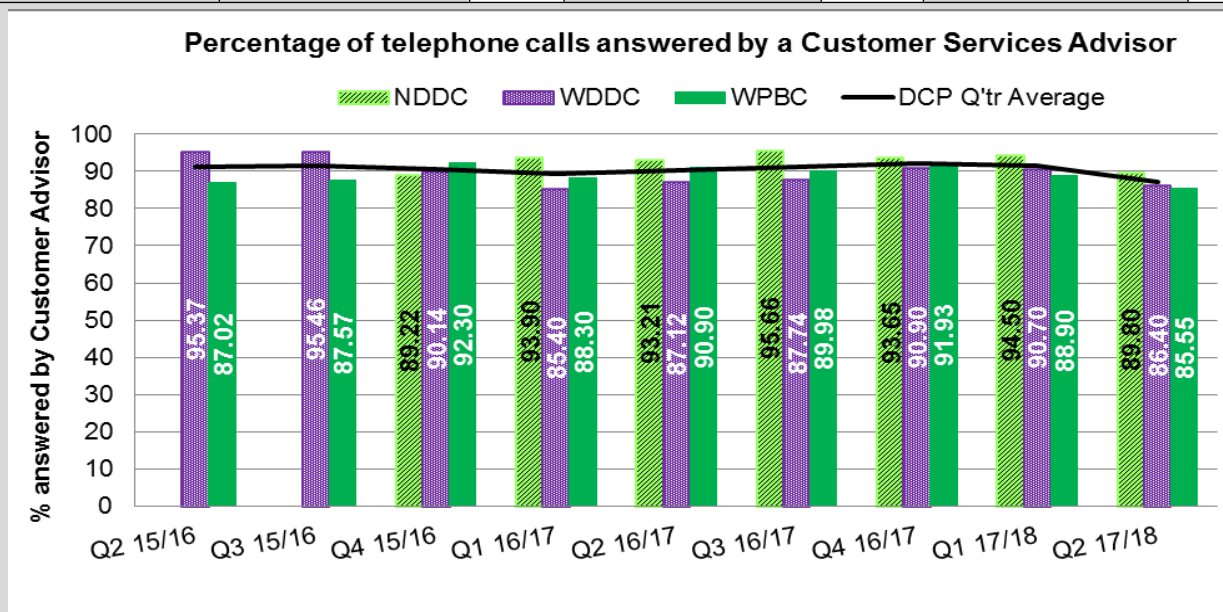 Percentage of telephone calls answered by a Customer Services Advisor
NDDC WDDC WPBC DCP Q'tr Average
% answered by Customer Advisor
100
90
80
70
60
50
40
30
20
10
0
95.37 87.02
95.46 87.57
89.22 90.14 92.30
93.90 85.40 88.30
93.21 87.12 90.90
95.66 87.74 89.98
93.65 90.90 91.93
94.50 90.70 88.90
89.80 86.40 85.55
Q2 15/16 Q3 15/16 Q4 15/16 Q1 16/17 Q2 16/17 Q3 16/17 Q4 16/17 Q1 17/18 Q2 17/18